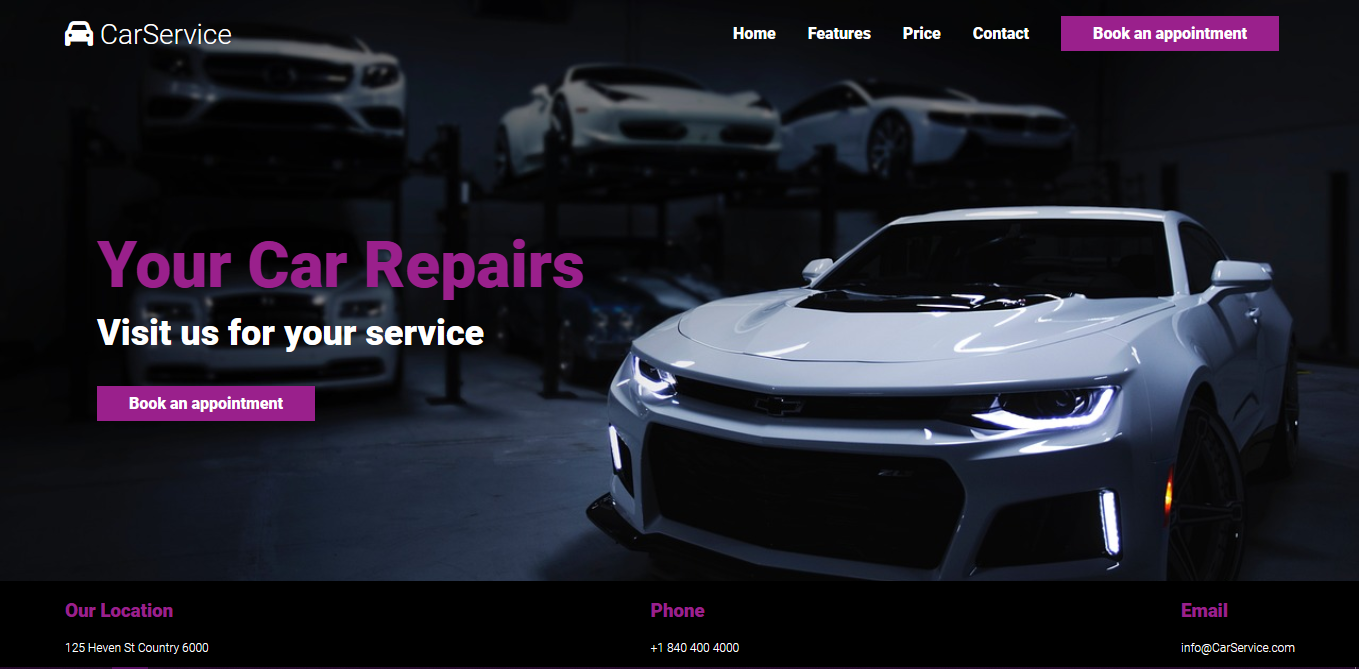 CarService
Home Features Price Contact Book an appointment
Your Car Repairs
Visit us for your service
Book an appointment
Our Location Phone Email
125 Heven St Country 6000 +1 840 400 4000 info@CarService.com